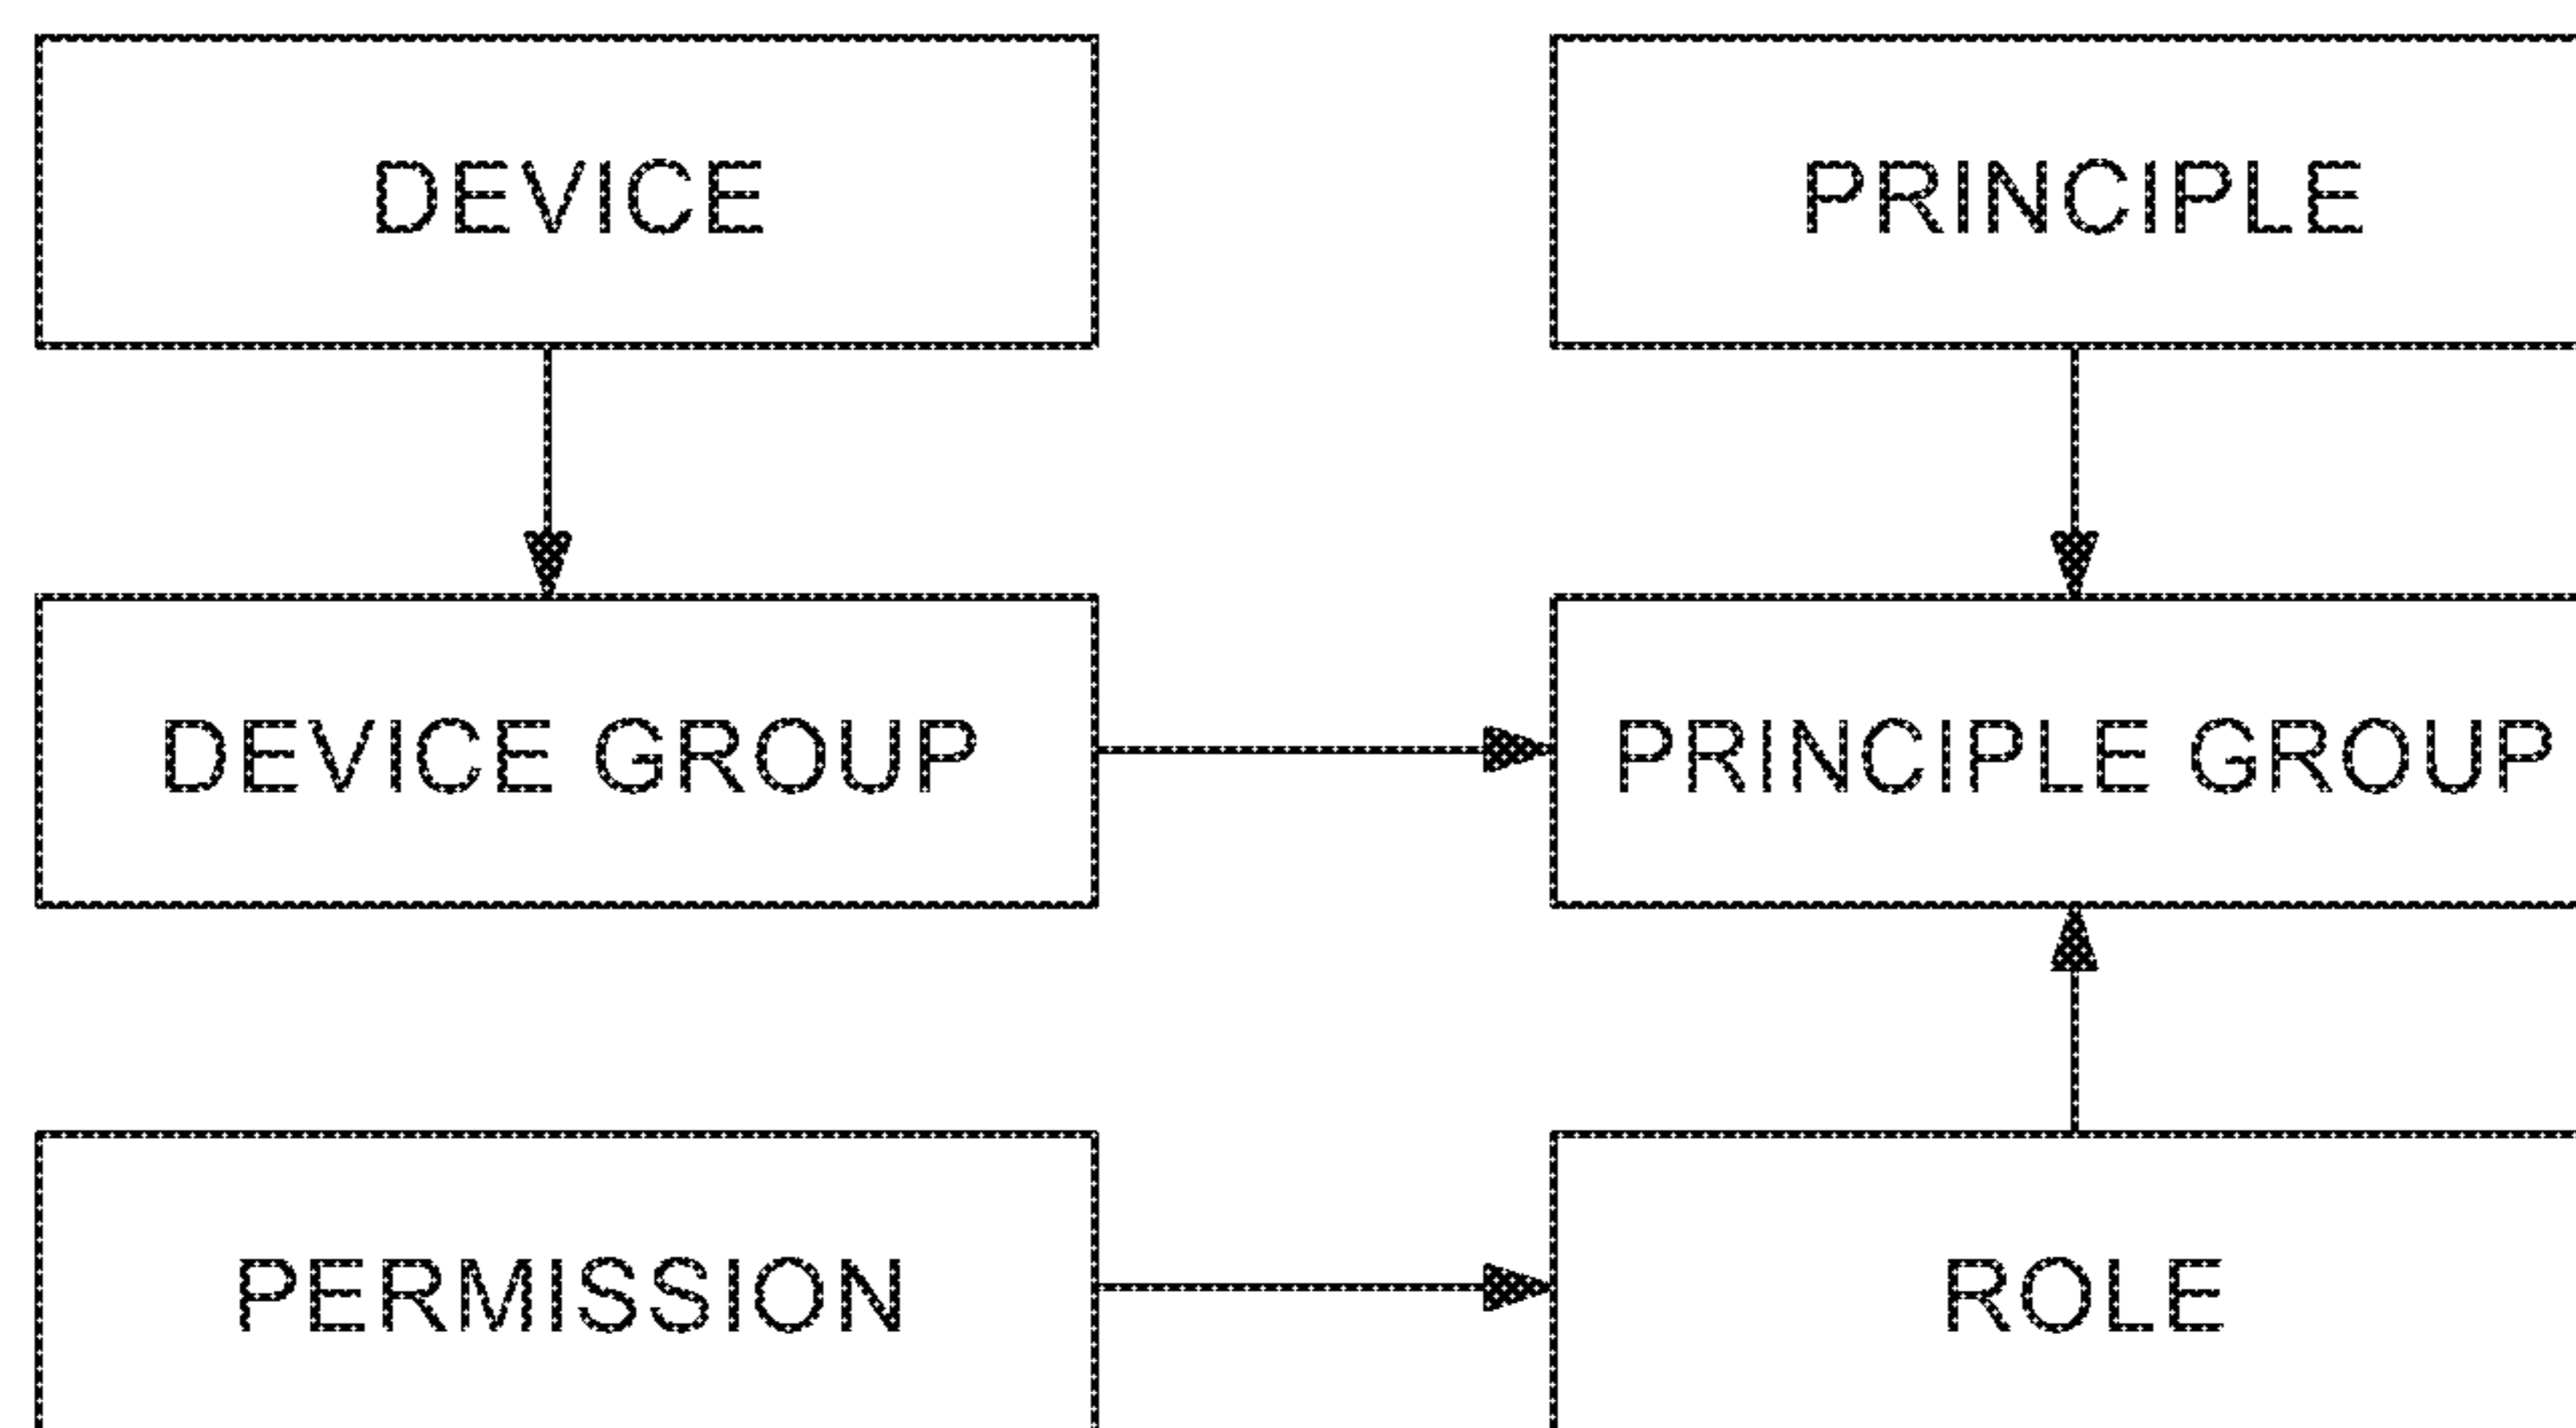 DEVICE
PRINCIPLE
DEVICE GROUP
PRINCIPLE GROUP
PERMISSION
ROLE